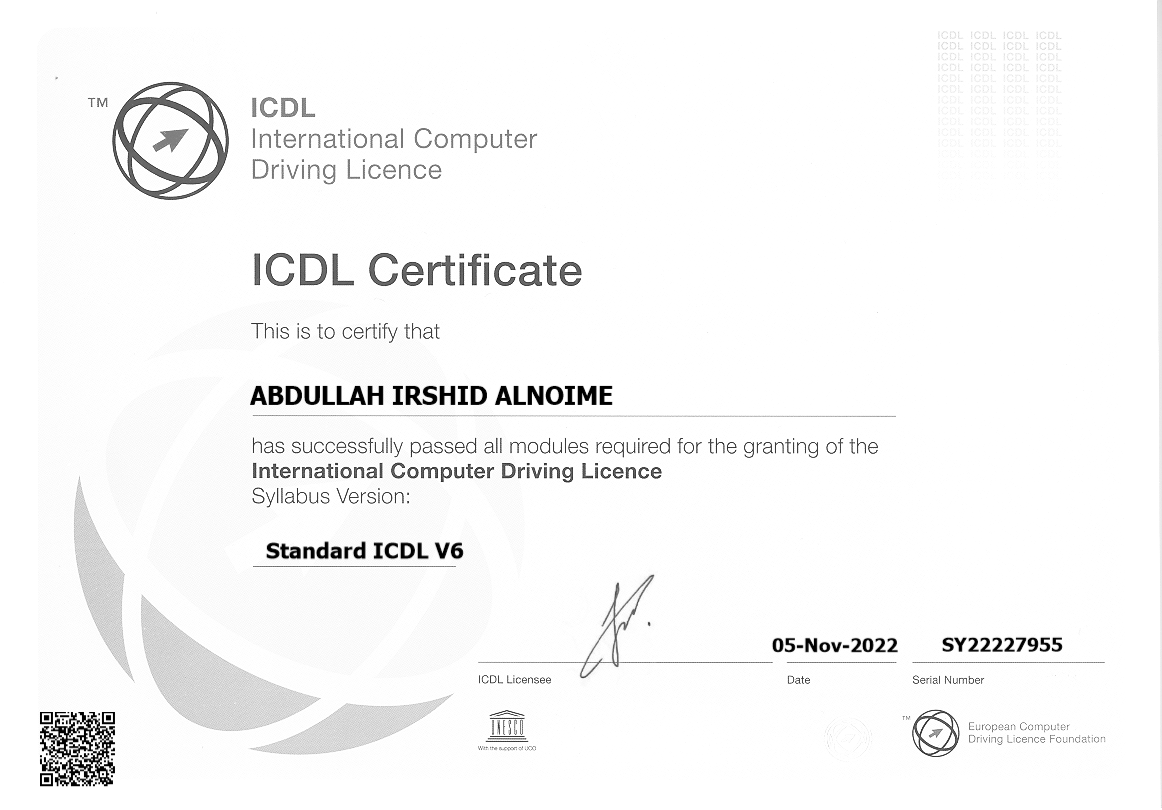 ICDL ICDL ICDL ICDL
ICDL ICDL ICDL ICDL
ICDL ICDL ICDL ICDL
ICDL ICDL ICDL ICDL
ICDL ICDL ICDL ICDL
ICDL ICDL ICDL ICDL
ICDL ICDL ICDL ICDL
ICDL ICDL ICDL ICDL
ICDL ICDL ICDL ICDL
ICDL ICDL ICDL ICDL
ICDL ICDL ICDL ICDL
TM
ICDL
International Computer
Driving Licence
ICDL Certificate
This is to certify that
ABDULLAH IRSHID ALNOIME
has successfully passed all modules required for the granting of the
International Computer Driving Licence
Syllabus Version:
Standard ICDL V6
05-Nov-2022 SY22227955
ICDL Licensee Date Serial Number
UNESCO
With the support of UCO
TM
European Computer
Driving Licence Foundation